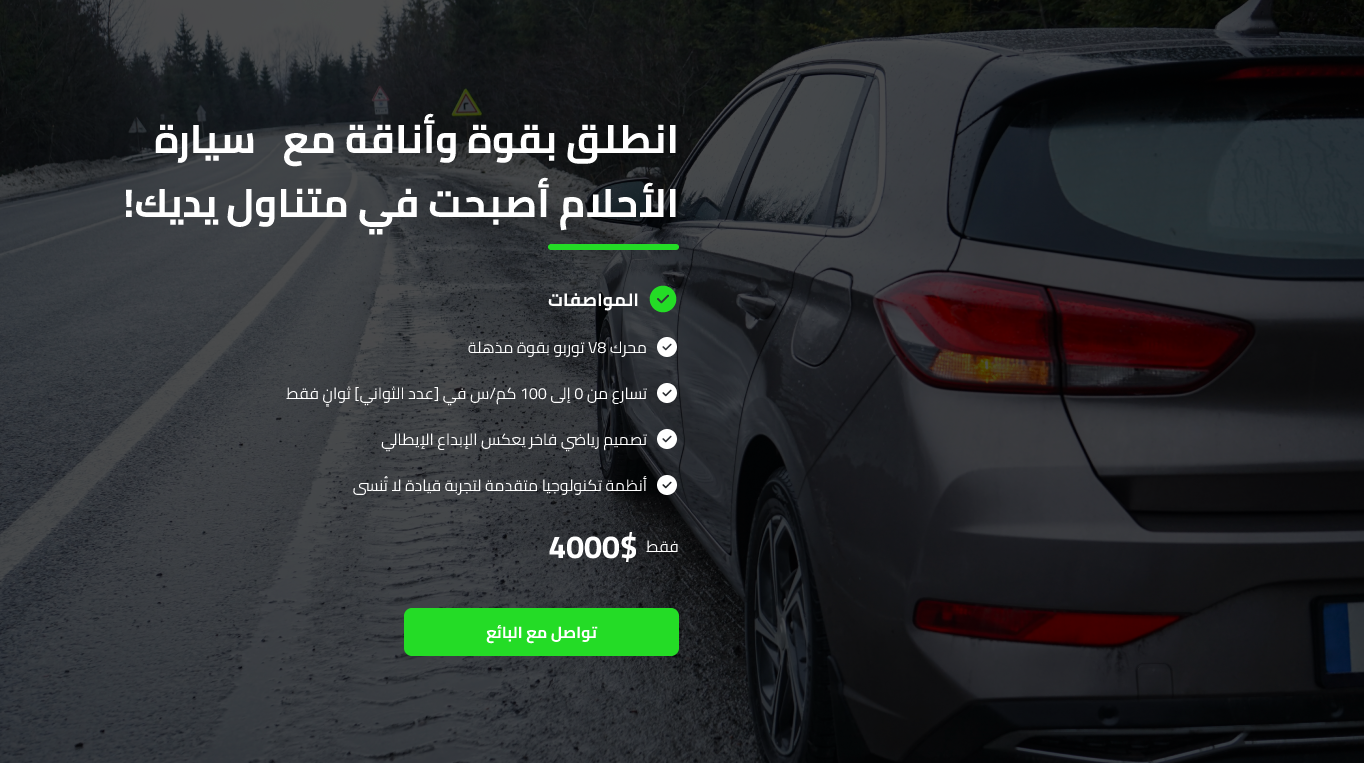 انطلق بقوة وأناقة مع سيارة
الأحلام أصبحت في متناول يديك!
المواصفات
محرك V8 توربو بقوة مذهلة
تسارع من 0 إلى 100 كم/س في [عدد الثواني] ثوانٍ فقط
تصميم رياضي فاخر يعكس الإبداع الإيطالي
أنظمة تكنولوجيا متقدمة لتجربة قيادة لا تُنسى
فقط 4000$
تواصل مع البائع